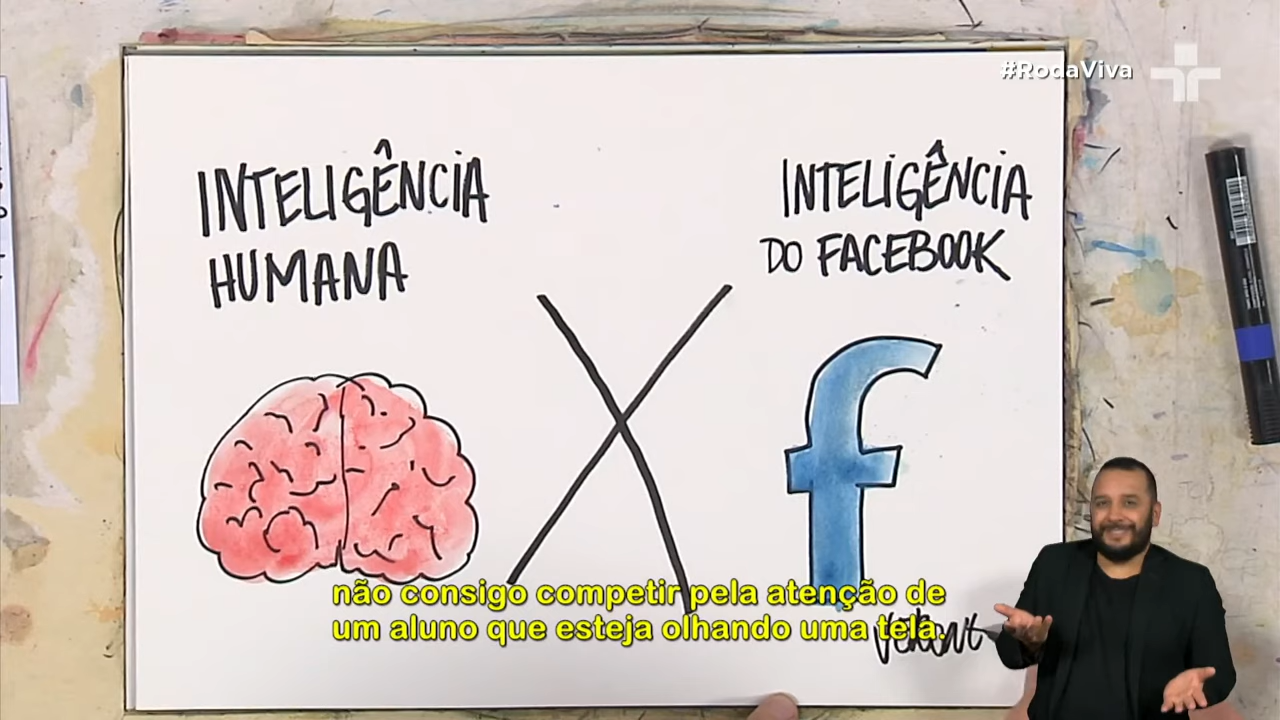 #RodaViva
INTELIGÊNCIA
HUMANA
INTELIGÊNCIA
DO FACEBOOK
X
f
não consigo competir pela atenção de
um aluno que esteja olhando uma tela.